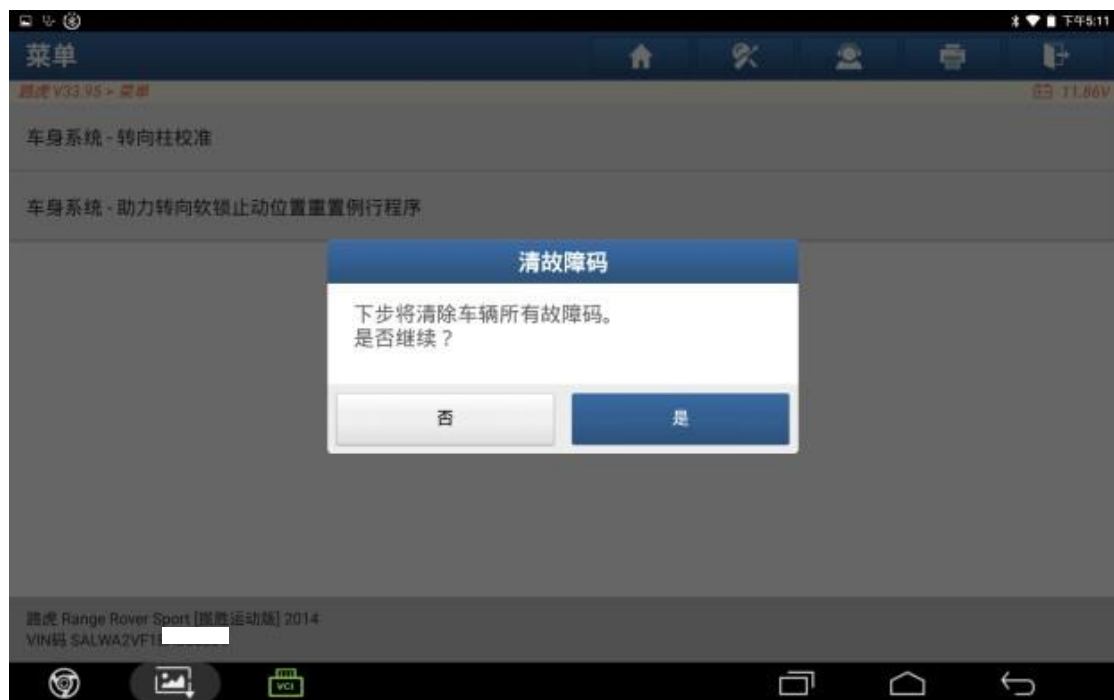 下午5:11
菜单
路虎 V33.95 > 菜单
11.86V
车身系统 - 转向柱校准
车身系统 - 助力转向软锁止动位置重置例行程序
清故障码
下步将清除车辆所有故障码。
是否继续？
否
是
路虎 Range Rover Sport [揽胜运动版] 2014
VIN码 SALWA2VF1
VCI